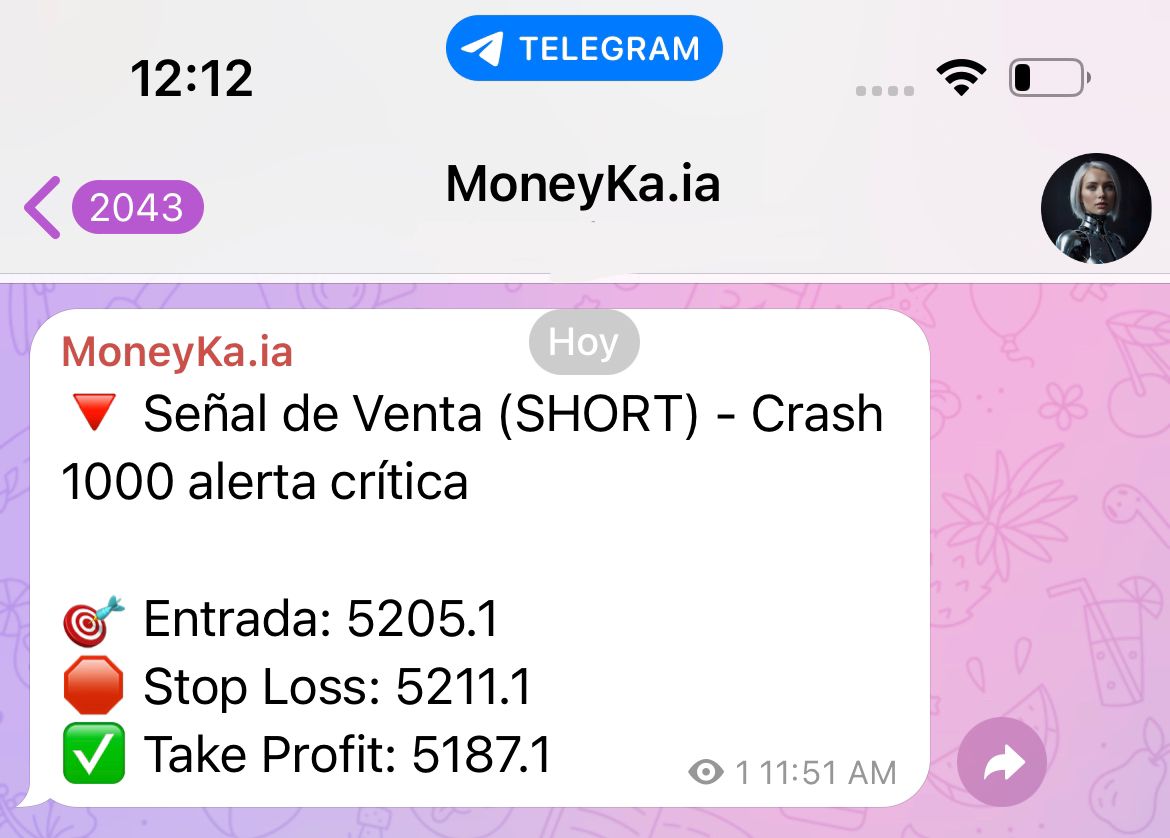 TELEGRAM
12:12
2043
MoneyKa.ia
Hoy
MoneyKa.ia
🔻 Señal de Venta (SHORT) - Crash
1000 alerta crítica
🎯 Entrada: 5205.1
🛑 Stop Loss: 5211.1
✅ Take Profit: 5187.1
1 11:51 AM